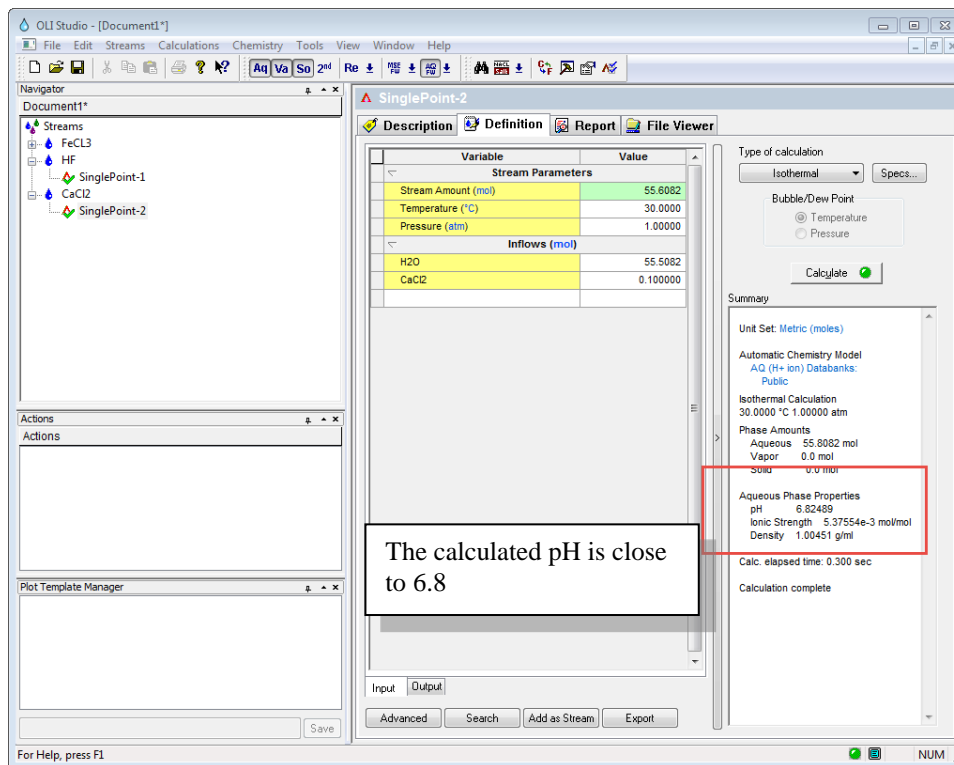 OLI Studio - [Document1*]
File Edit Streams Calculations Chemistry Tools View Window Help
Aq Va So 2nd Re MSE FW AQ FW NACE MR C F
Navigator
Document1*
Streams
FeCL3
HF
SinglePoint-1
CaCl2
SinglePoint-2
Actions
Actions
Plot Template Manager
Save
SinglePoint-2
Description Definition Report File Viewer
Variable Value
Stream Parameters
Stream Amount (mol) 55.6082
Temperature (°C) 30.0000
Pressure (atm) 1.00000
Inflows (mol)
H2O 55.5082
CaCl2 0.100000
The calculated pH is close
to 6.8
Input Output
Advanced Search Add as Stream Export
Type of calculation
Isothermal Specs...
Bubble/Dew Point
Temperature
Pressure
Calculate
Summary
Unit Set: Metric (moles)
Automatic Chemistry Model
AQ (H+ ion) Databanks:
Public
Isothermal Calculation
30.0000 °C 1.00000 atm
Phase Amounts
Aqueous 55.8082 mol
Vapor 0.0 mol
Solid 0.0 mol
Aqueous Phase Properties
pH 6.82489
Ionic Strength 5.37554e-3 mol/mol
Density 1.00451 g/ml
Calc. elapsed time: 0.300 sec
Calculation complete
For Help, press F1
NUM